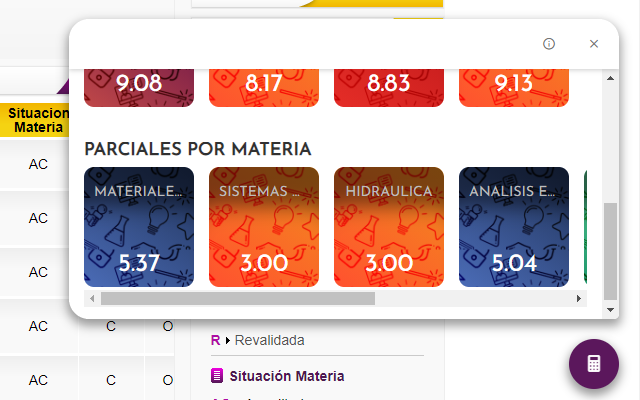 9.08 8.17 8.83 9.13
PARCIALES POR MATERIA
MATERIALE... SISTEMAS ... HIDRAULICA ANALISIS E...
5.37 3.00 3.00 5.04
Situacion
Materia
AC
AC
AC
AC C O
AC C O
R Revalidada
Situación Materia